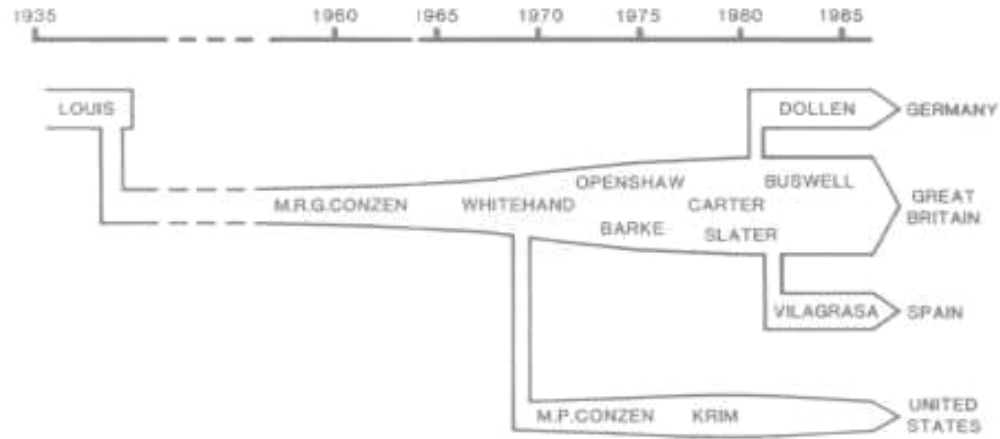 1935 1960 1965 1970 1975 1980 1985
LOUIS
DOLLEN
GERMANY
OPENSHAW
BUSWELL
M.R.G.CONZEN
WHITEHAND
CARTER
GREAT
BRITAIN
BARKE
SLATER
VILAGRASA
SPAIN
M.P.CONZEN
KRIM
UNITED
STATES